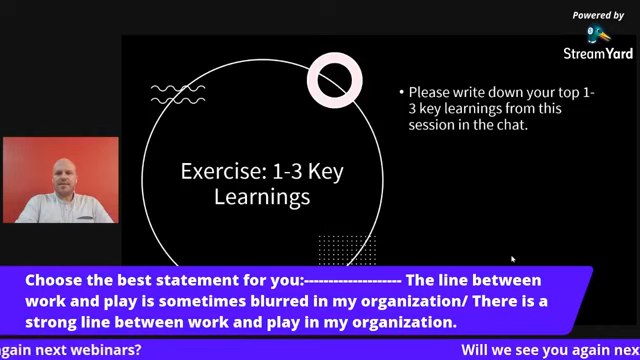 Powered by
StreamYard
• Please write down your top 1-
3 key learnings from this
session in the chat.
Exercise: 1-3 Key
Learnings
Choose the best statement for you:-------------------- The line between
work and play is sometimes blurred in my organization/ There is a
strong line between work and play in my organization.
again next webinars?
Will we see you again nex